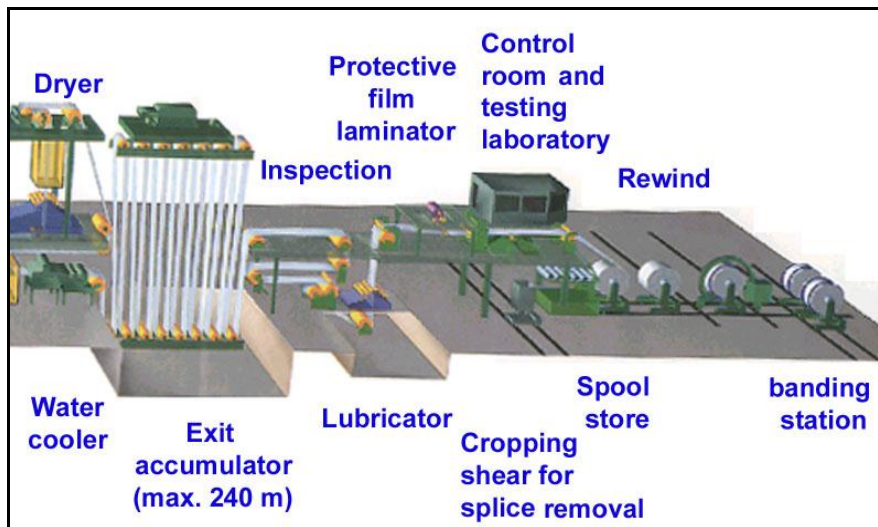 Dryer
Protective
film
laminator
Control
room and
testing
laboratory
Inspection
Rewind
Water
cooler
Exit
accumulator
(max. 240 m)
Lubricator
Cropping
shear for
splice removal
Spool
store
banding
station